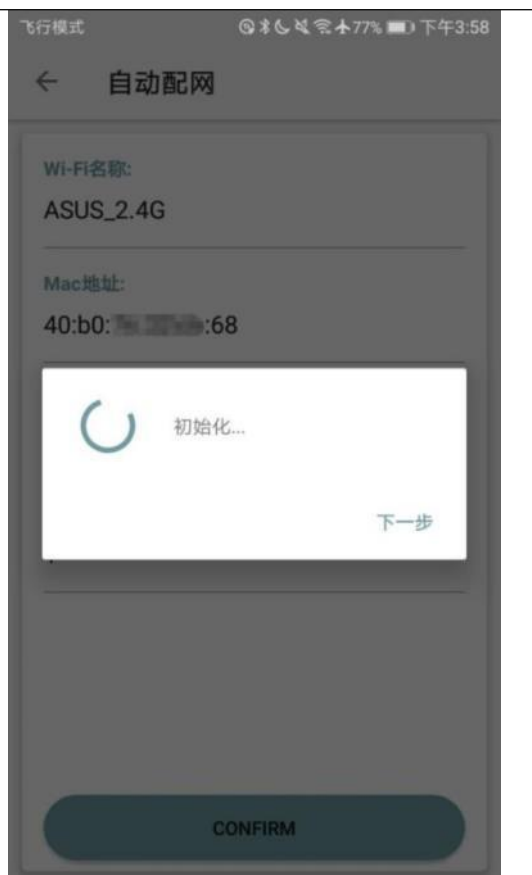 飞行模式 77% 下午3:58
自动配网
Wi-Fi名称:
ASUS_2.4G
Mac地址:
40:b0: :68
初始化...
下一步
CONFIRM